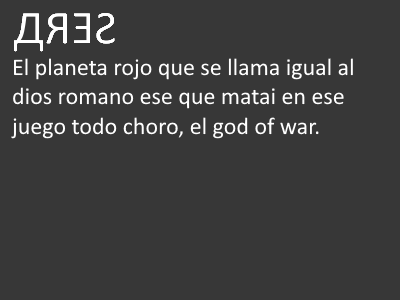 ДЯƎƧ
El planeta rojo que se llama igual al
dios romano ese que matai en ese
juego todo choro, el god of war.